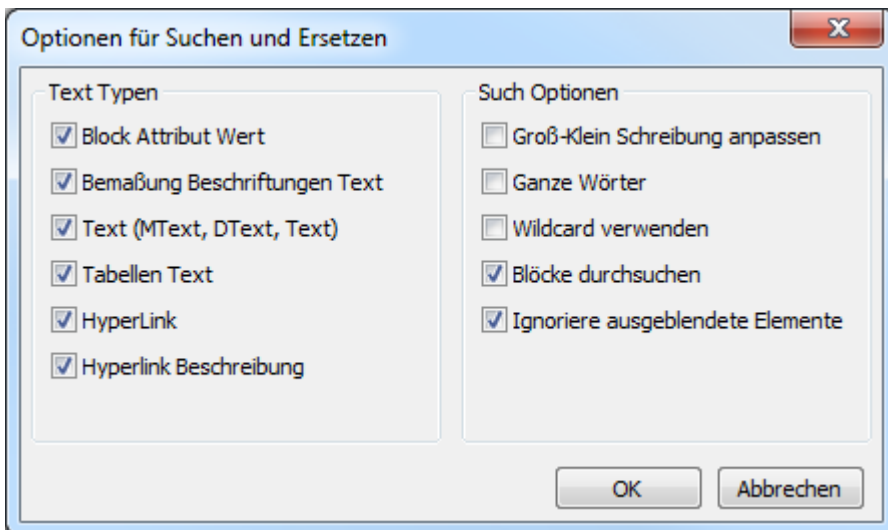 Optionen für Suchen und Ersetzen
Text Typen
Block Attribut Wert
Bemaßung Beschriftungen Text
Text (MText, DText, Text)
Tabellen Text
HyperLink
Hyperlink Beschreibung
Such Optionen
Groß-Klein Schreibung anpassen
Ganze Wörter
Wildcard verwenden
Blöcke durchsuchen
Ignoriere ausgeblendete Elemente
OK
Abbrechen